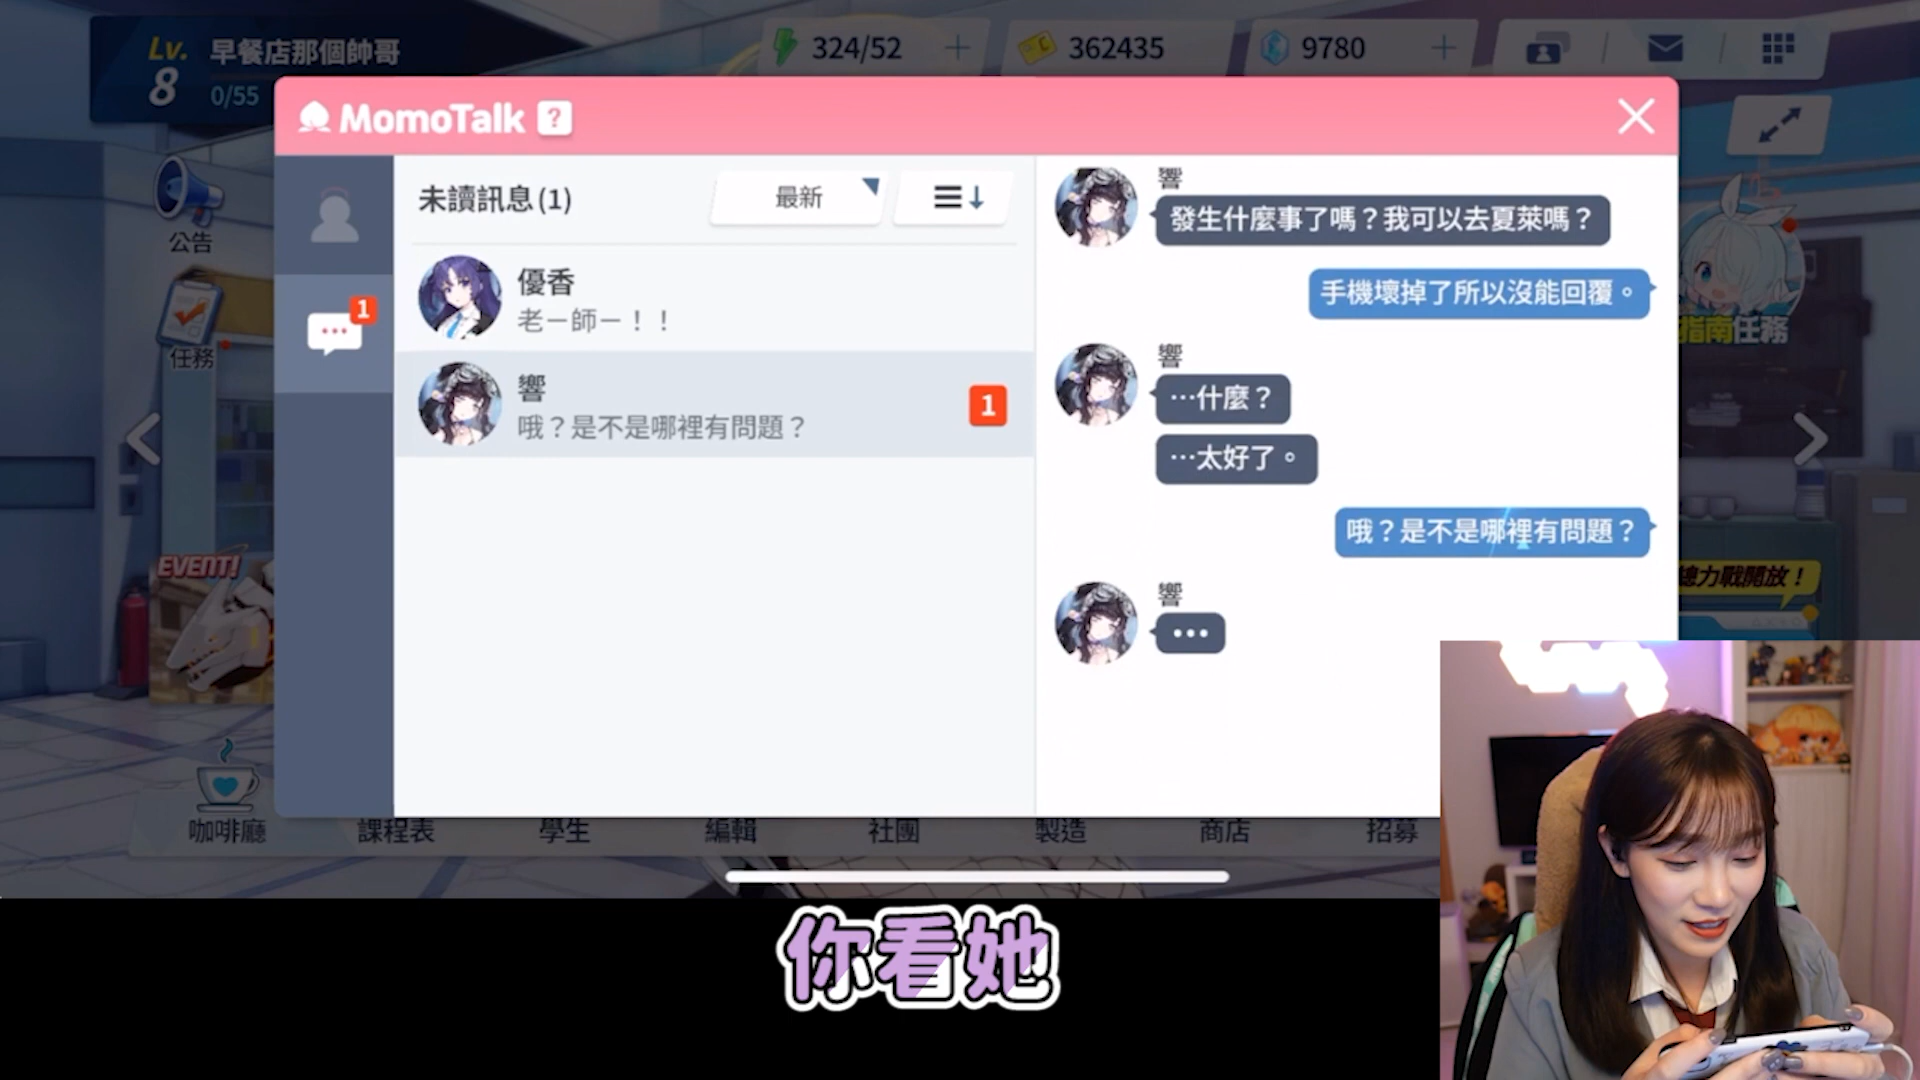 Lv. 8
早餐店那個帥哥
0/55
324/52
362435
9780
MomoTalk ?
公告
任務
EVENT!
咖啡廳
未讀訊息(1)
最新
1
優香
老ー師ー！！
響
哦？是不是哪裡有問題？
1
響
發生什麼事了嗎？我可以去夏萊嗎？
手機壞掉了所以沒能回覆。
響
…什麼？
…太好了。
哦？是不是哪裡有問題？
響
...
指南任務
總力戰開放！
課程表
學生
編輯
社團
製造
商店
招募
你看她